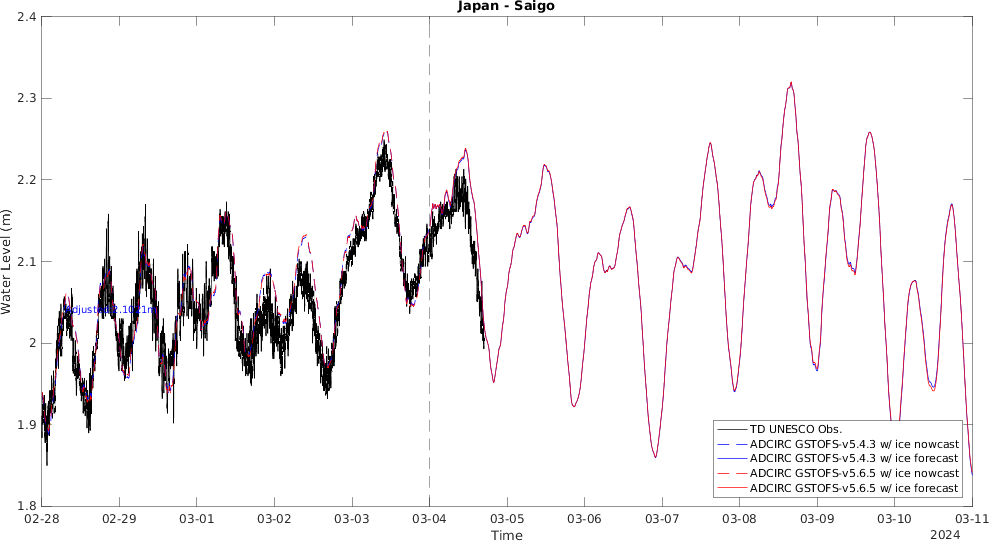 Japan - Saigo
2.4
2.3
2.2
2.1
2
1.9
1.8
Water Level (m)
02-28 02-29 03-01 03-02 03-03 03-04 03-05 03-06 03-07 03-08 03-09 03-10 03-11
Time
2024
TD UNESCO Obs.
ADCIRC GSTOFS-v5.4.3 w/ ice nowcast
ADCIRC GSTOFS-v5.4.3 w/ ice forecast
ADCIRC GSTOFS-v5.6.5 w/ ice nowcast
ADCIRC GSTOFS-v5.6.5 w/ ice forecast